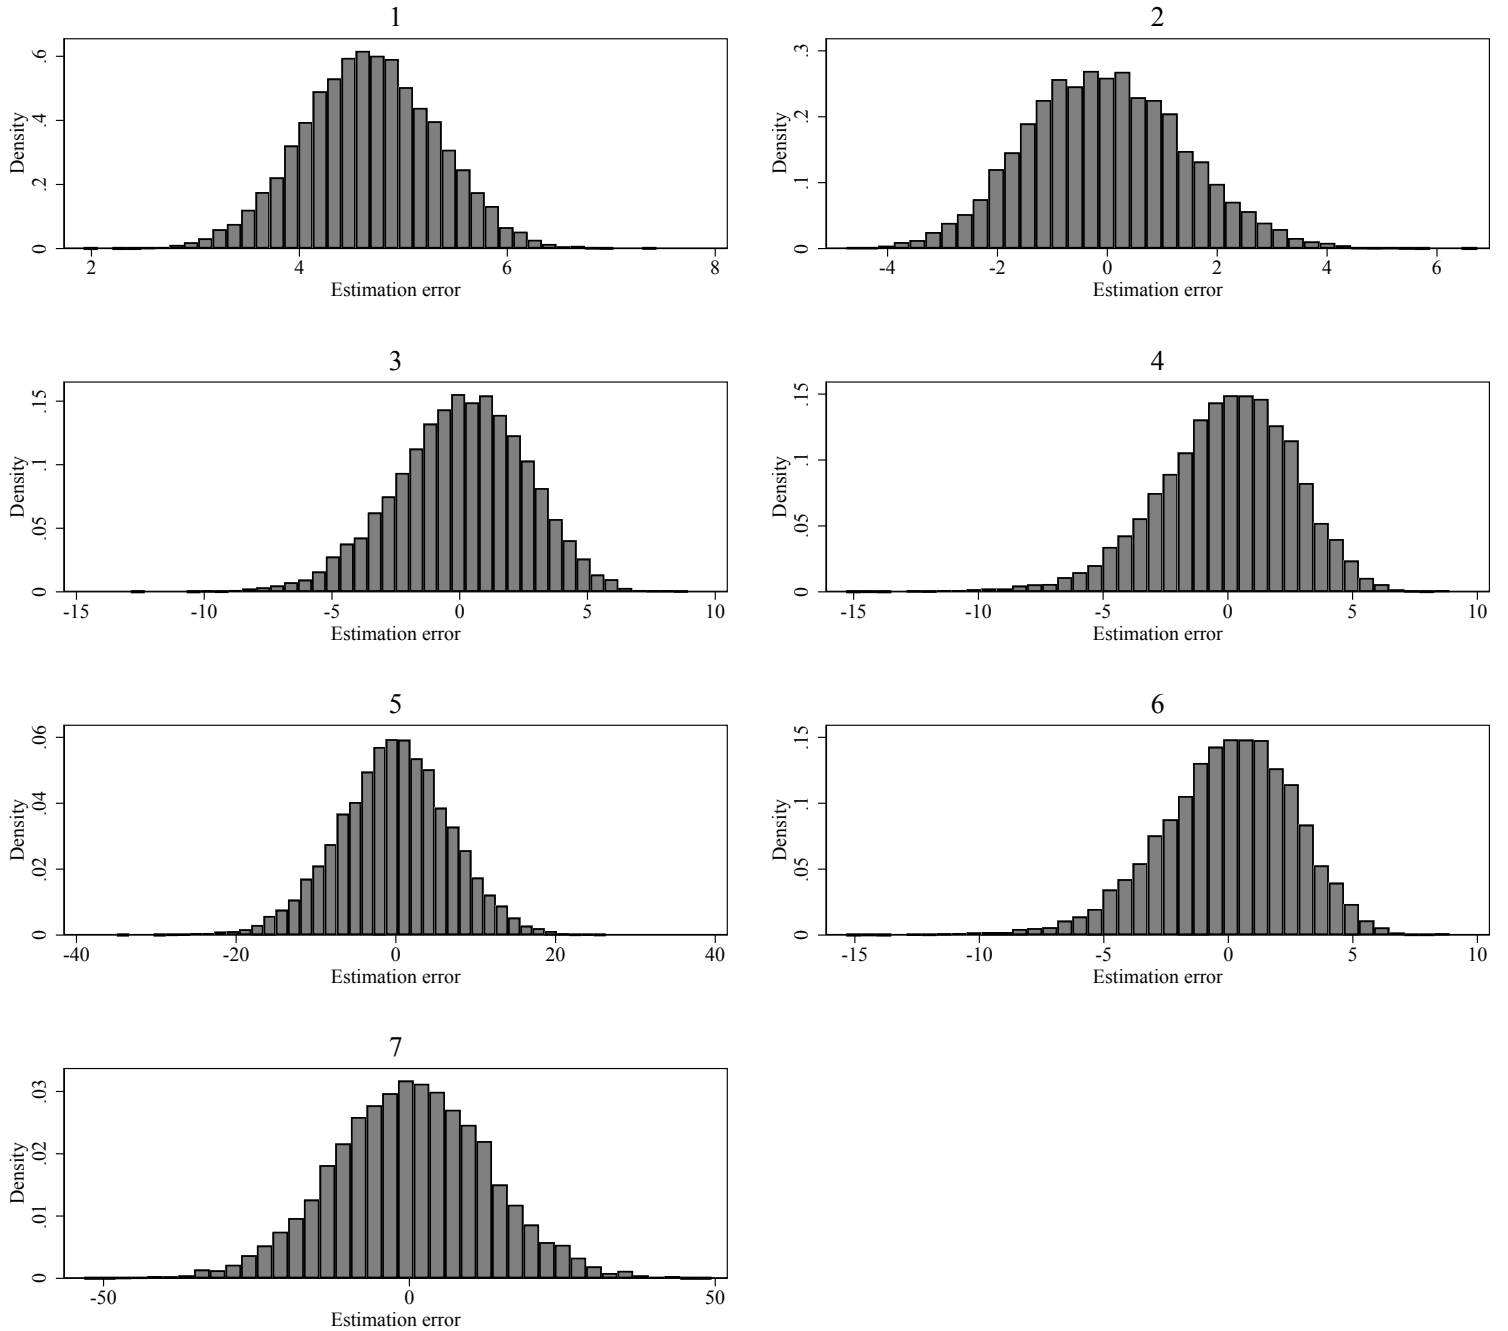 1
Density
0 .2 .4 .6
2 4 6 8
Estimation error
2
Density
0 .1 .2 .3
-4 -2 0 2 4 6
Estimation error
3
Density
0 .05 .1 .15
-15 -10 -5 0 5 10
Estimation error
4
Density
0 .05 .1 .15
-15 -10 -5 0 5 10
Estimation error
5
Density
0 .02 .04 .06
-40 -20 0 20 40
Estimation error
6
Density
0 .05 .1 .15
-15 -10 -5 0 5 10
Estimation error
7
Density
0 .01 .02 .03
-50 0 50
Estimation error